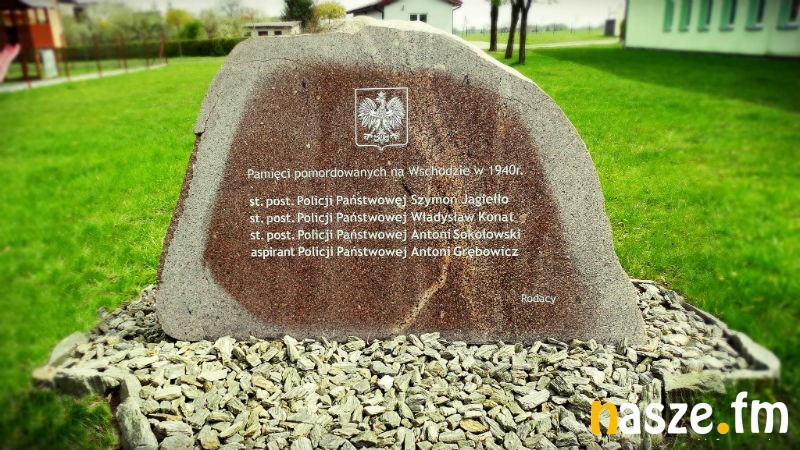 Pamięci pomordowanych na Wschodzie w 1940r.
st. post. Policji Państwowej Szymon Jagiełło
st. post. Policji Państwowej Władysław Konat
st. post. Policji Państwowej Antoni Sokołowski
aspirant Policji Państwowej Antoni Grębowicz
Rodacy
nasze.fm